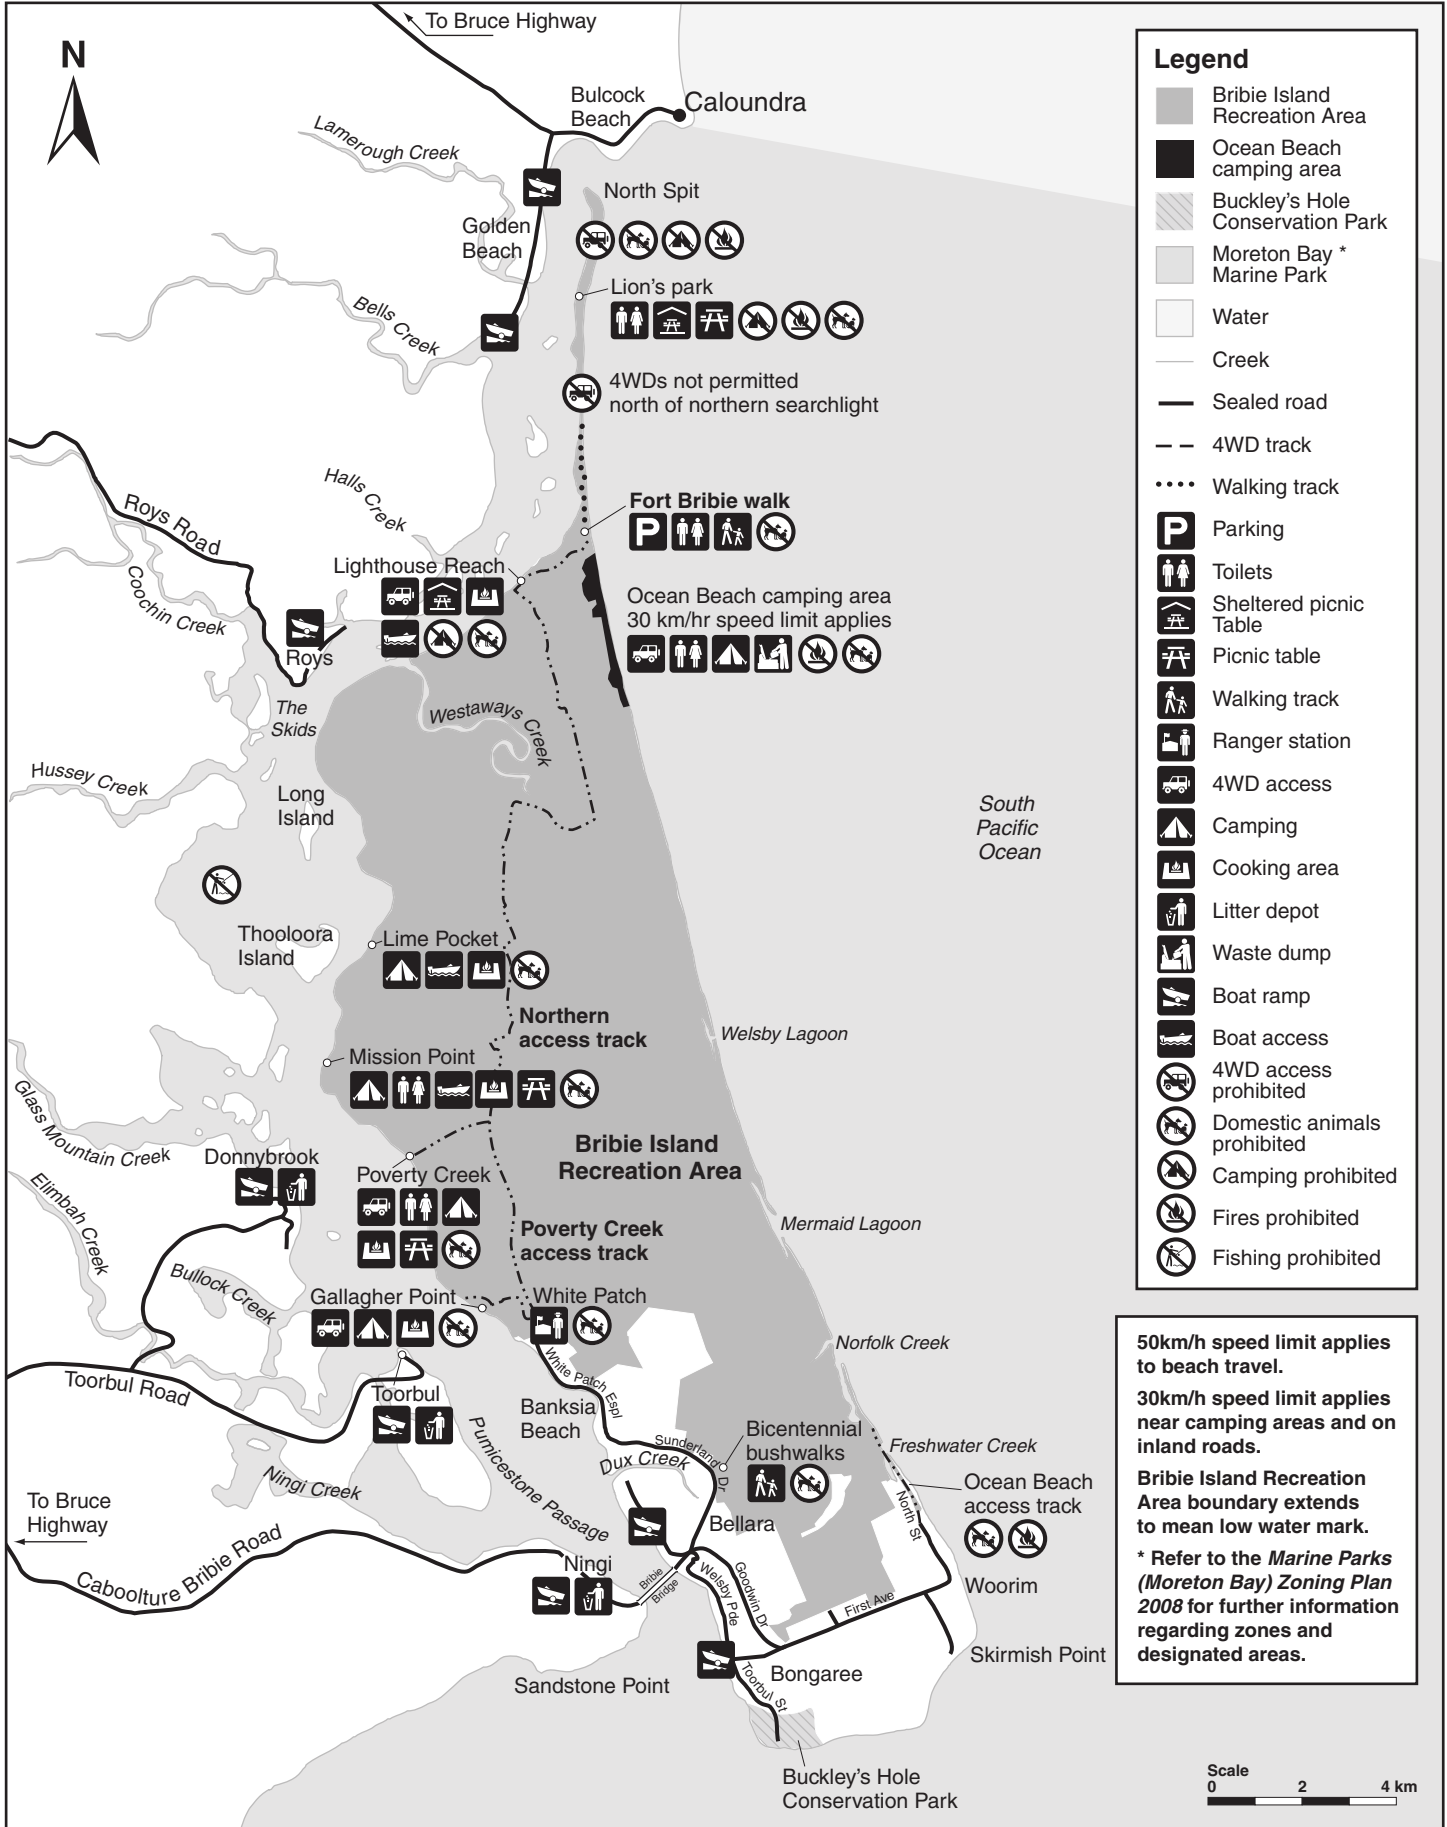 To Bruce Highway
N
Bulcock
Beach
Caloundra
Lamerough Creek
North Spit
Golden
Beach
Lion's park
Bells Creek
4WDs not permitted
north of northern searchlight
Halls Creek
Roys Road
Fort Bribie walk
P
Lighthouse Reach
Coochin Creek
Ocean Beach camping area
30 km/hr speed limit applies
Roys
The
Skids
Westaways Creek
Hussey Creek
Long
Island
South
Pacific
Ocean
Thooloora
Island
Lime Pocket
Northern
access track
Welsby Lagoon
Mission Point
Glass Mountain Creek
Bribie Island
Recreation Area
Donnybrook
Poverty Creek
Elimbah Creek
Mermaid Lagoon
Poverty Creek
access track
Bullock Creek
Gallagher Point
White Patch
Norfolk Creek
White Patch Espl
Toorbul Road
Toorbul
Banksia
Beach
Pumicestone Passage
Sunderland Dr
Bicentennial
bushwalks
Freshwater Creek
Dux Creek
Ningi Creek
Ocean Beach
access track
North St
To Bruce
Highway
Bellara
Caboolture Bribie Road
Ningi
Bribie
Bridge
Welsby Pde
Goodwin Dr
First Ave
Woorim
Skirmish Point
Sandstone Point
Toorbul St
Bongaree
Buckley's Hole
Conservation Park
Legend
Bribie Island
Recreation Area
Ocean Beach
camping area
Buckley's Hole
Conservation Park
Moreton Bay *
Marine Park
Water
Creek
Sealed road
4WD track
Walking track
P
Parking
Toilets
Sheltered picnic
Table
Picnic table
Walking track
Ranger station
4WD access
Camping
Cooking area
Litter depot
Waste dump
Boat ramp
Boat access
4WD access
prohibited
Domestic animals
prohibited
Camping prohibited
Fires prohibited
Fishing prohibited
50km/h speed limit applies
to beach travel.
30km/h speed limit applies
near camping areas and on
inland roads.
Bribie Island Recreation
Area boundary extends
to mean low water mark.
* Refer to the Marine Parks
(Moreton Bay) Zoning Plan
2008 for further information
regarding zones and
designated areas.
Scale
0 2 4 km